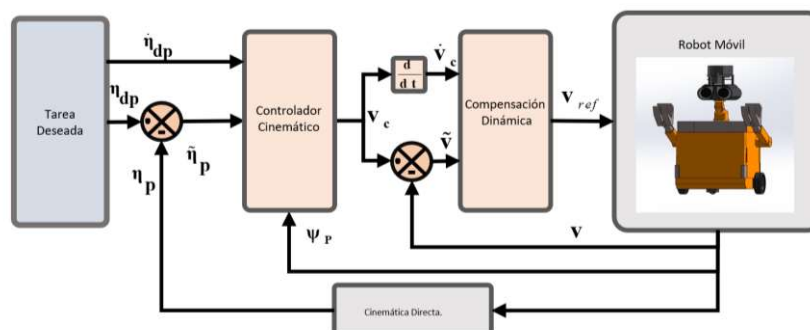 η̇dp
ηdp
Tarea
Deseada
η̃p
ηp
Controlador
Cinemático
ΨP
vc
d
d t
v̇c
ṽ
Compensación
Dinámica
vref
Robot Móvil
v
Cinemática Directa.